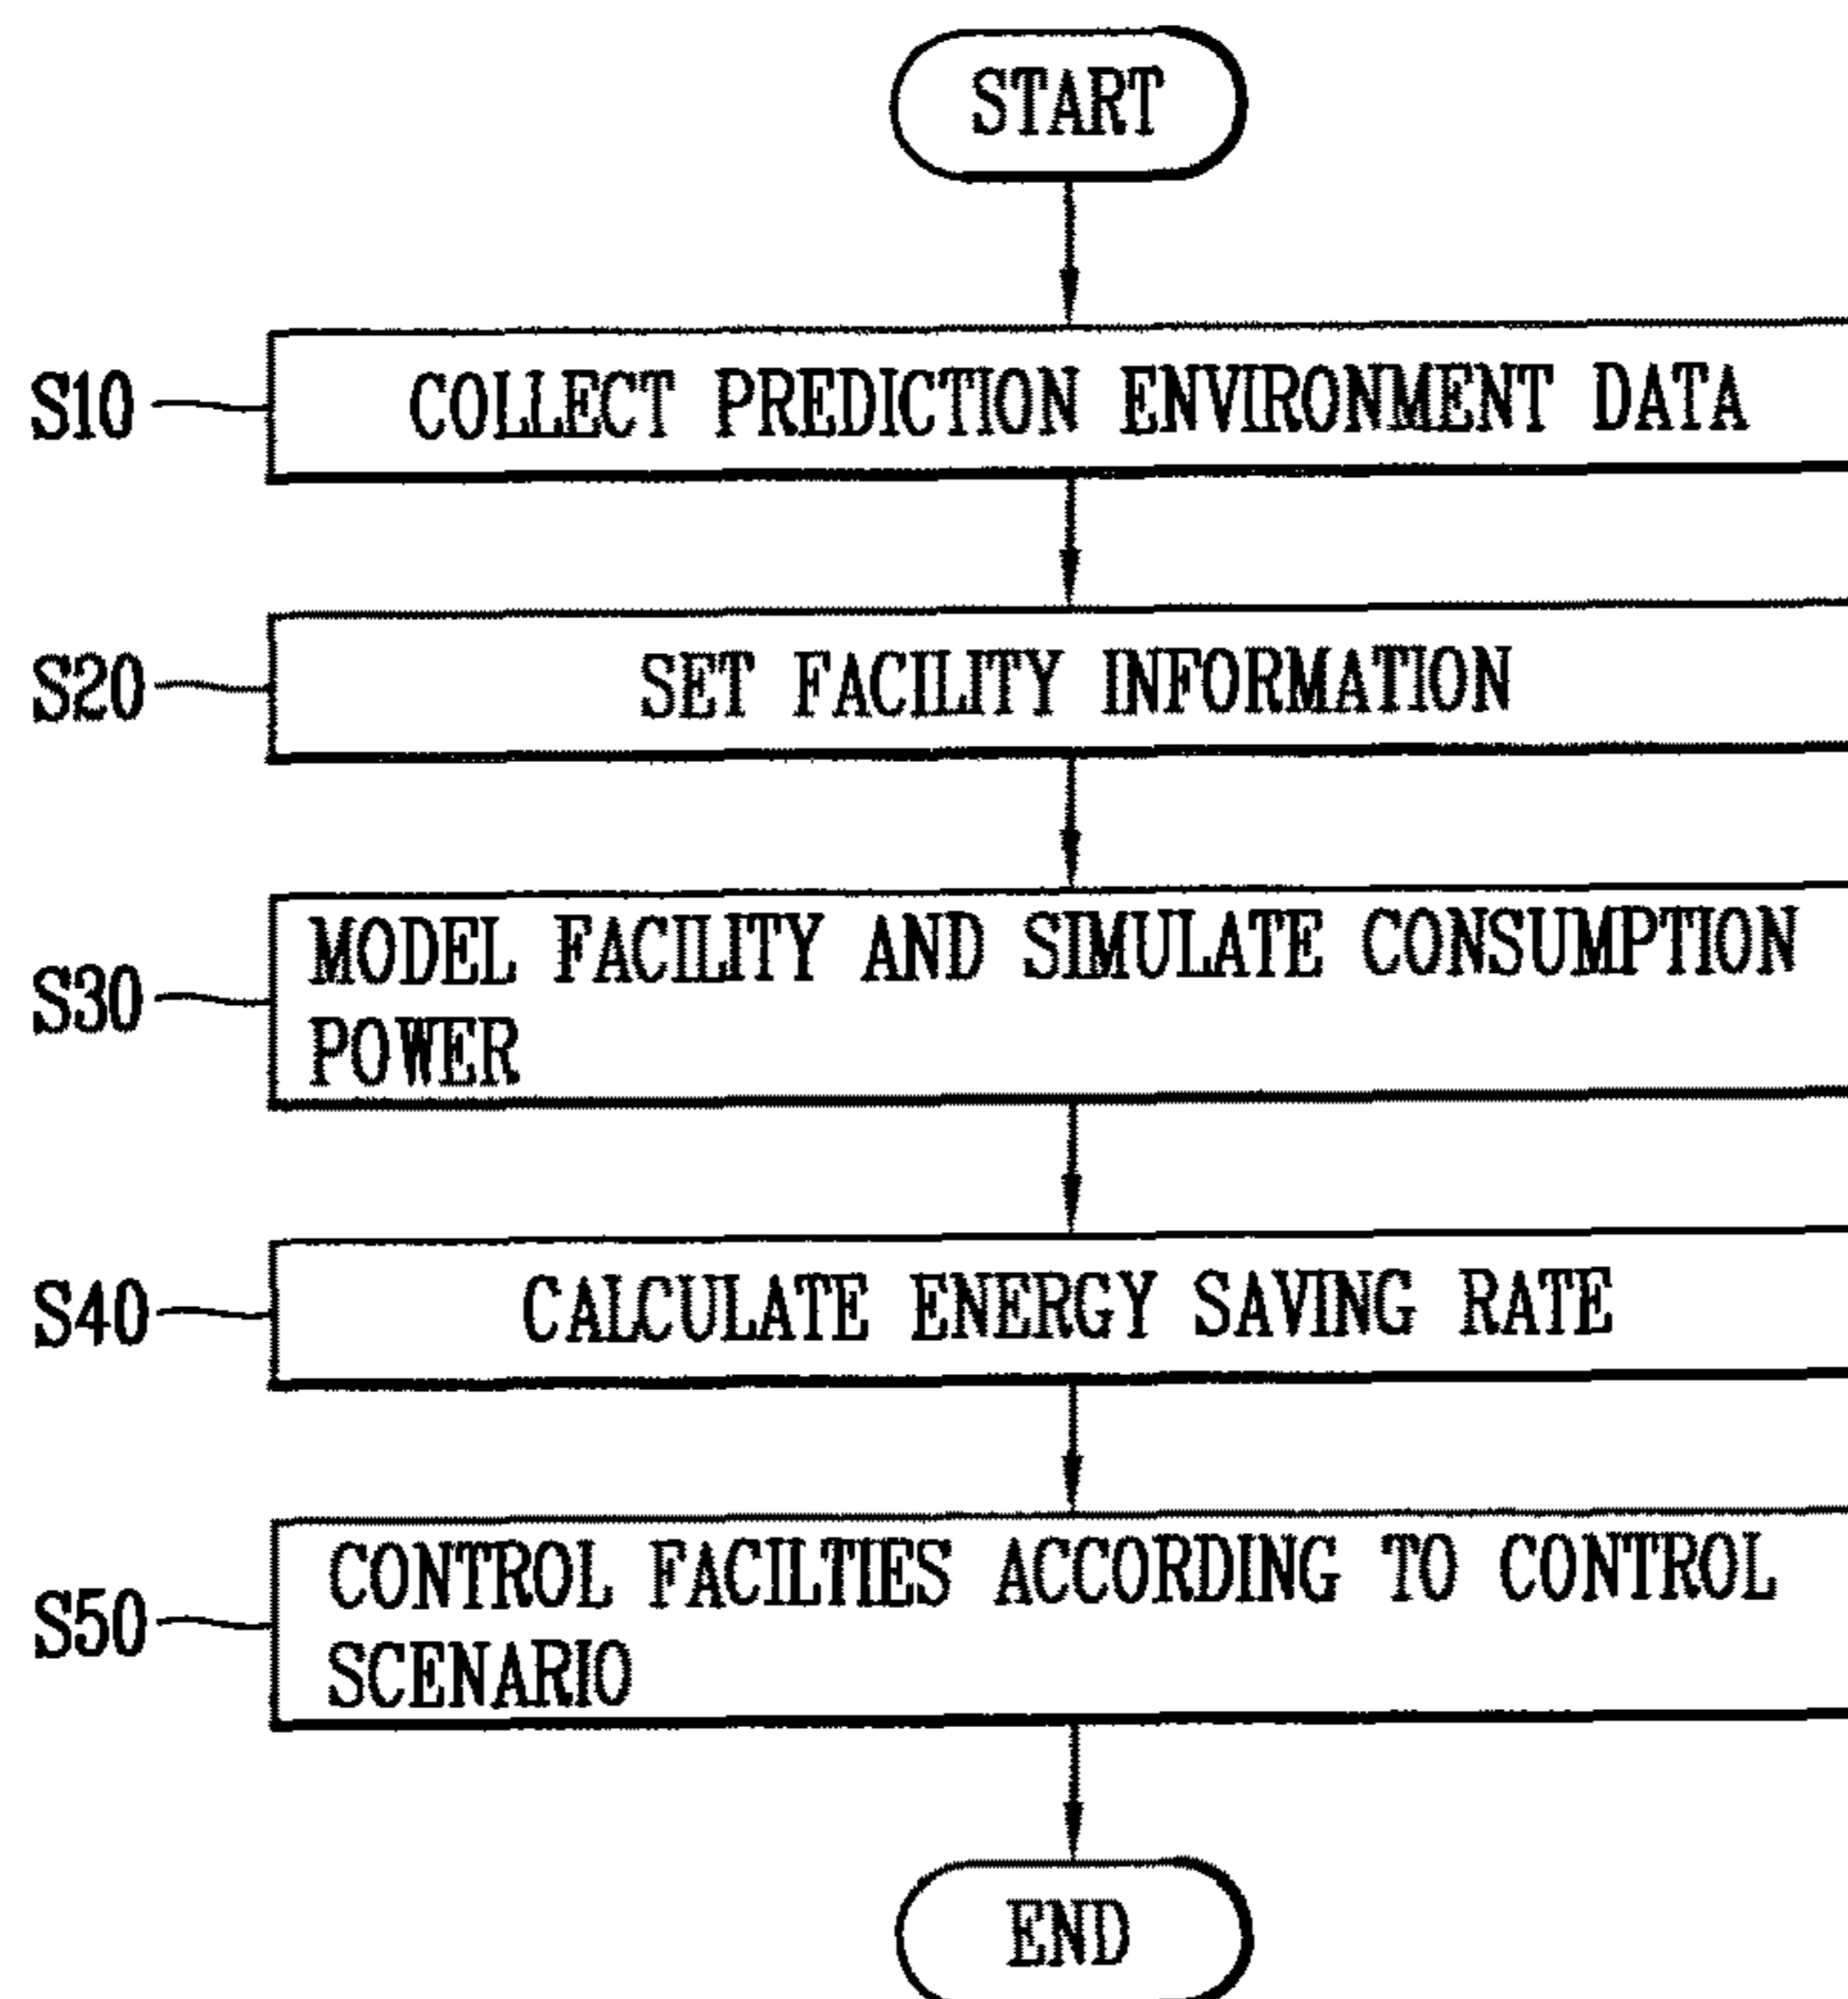 START
S10
COLLECT PREDICTION ENVIRONMENT DATA
S20
SET FACILITY INFORMATION
S30
MODEL FACILITY AND SIMULATE CONSUMPTION
POWER
S40
CALCULATE ENERGY SAVING RATE
S50
CONTROL FACILTIES ACCORDING TO CONTROL
SCENARIO
END